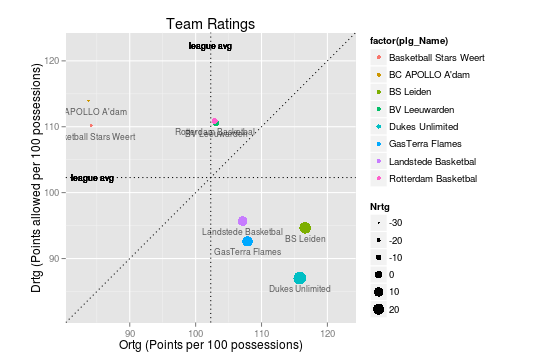 Team Ratings
league avg
factor(plg_Name)
Basketball Stars Weert
BC APOLLO A'dam
BS Leiden
BV Leeuwarden
Dukes Unlimited
GasTerra Flames
Landstede Basketbal
Rotterdam Basketbal
Nrtg
-30
-20
-10
0
10
20
Drtg (Points allowed per 100 possessions)
120
110
100
90
APOLLO A'dam
etball Stars Weert
Rotterdam Basketbal
BV Leeuwarden
league avg
Landstede Basketbal
BS Leiden
GasTerra Flames
Dukes Unlimited
90
100
110
120
Ortg (Points per 100 possessions)